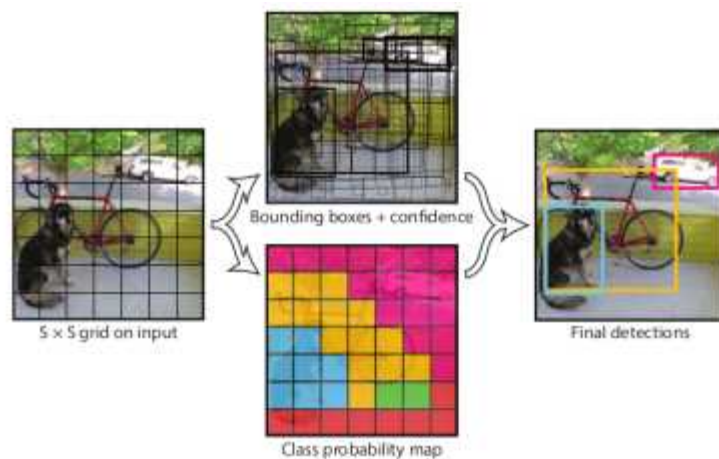 Bounding boxes + confidence
S × S grid on input
Final detections
Class probability map